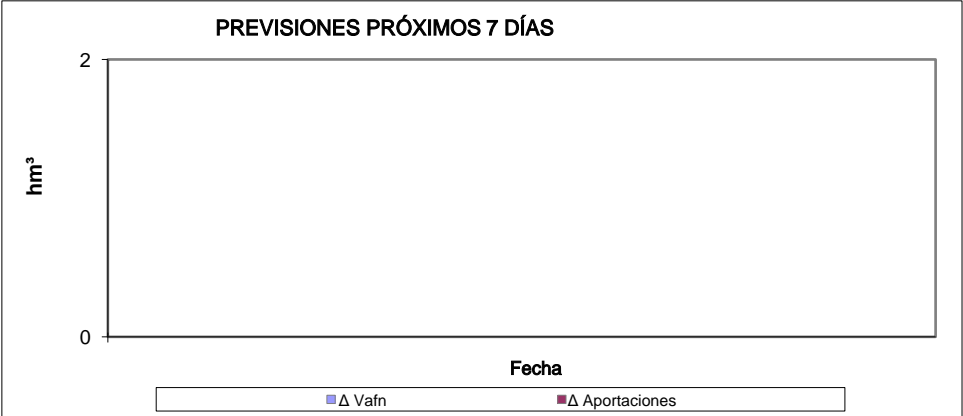 PREVISIONES PRÓXIMOS 7 DÍAS
2
hm³
0
Fecha
Δ Vafn Δ Aportaciones